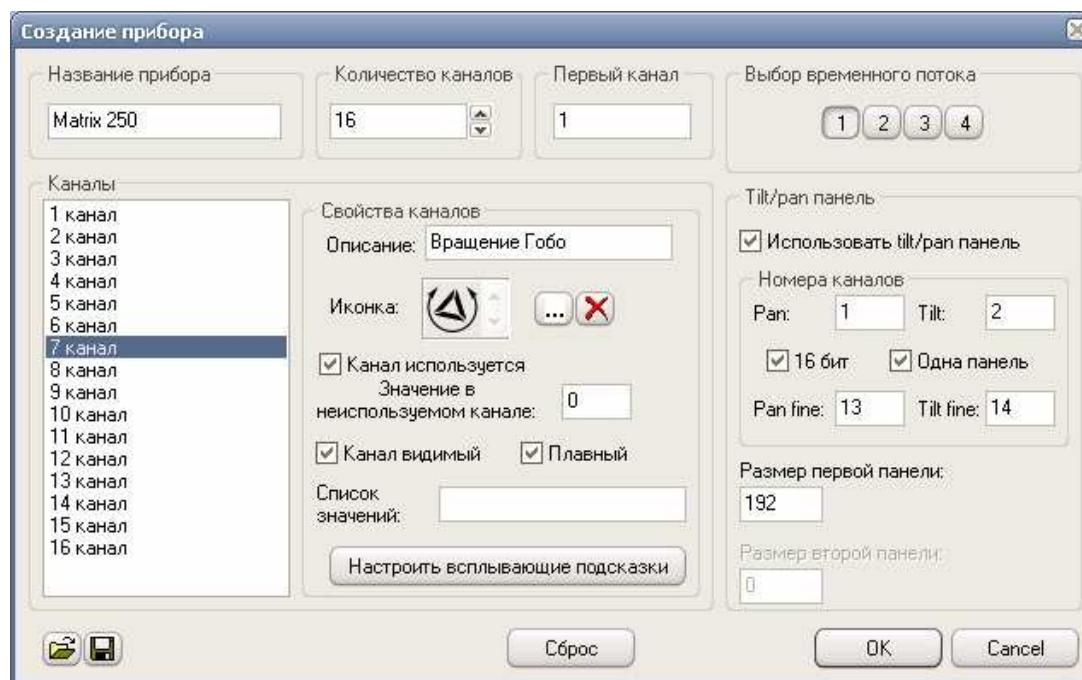 Создание прибора
Название прибора
Matrix 250
Количество каналов
16
Первый канал
1
Выбор временного потока
1 2 3 4
Каналы
1 канал
2 канал
3 канал
4 канал
5 канал
6 канал
7 канал
8 канал
9 канал
10 канал
11 канал
12 канал
13 канал
14 канал
15 канал
16 канал
Свойства каналов
Описание: Вращение Гобо
Иконка:
...
Канал используется
Значение в
неиспользуемом канале: 0
Канал видимый Плавный
Список
значений:
Настроить всплывающие подсказки
Tilt/pan панель
Использовать tilt/pan панель
Номера каналов
Pan: 1 Tilt: 2
16 бит Одна панель
Pan fine: 13 Tilt fine: 14
Размер первой панели:
192
Размер второй панели:
0
Сброс
OK
Cancel